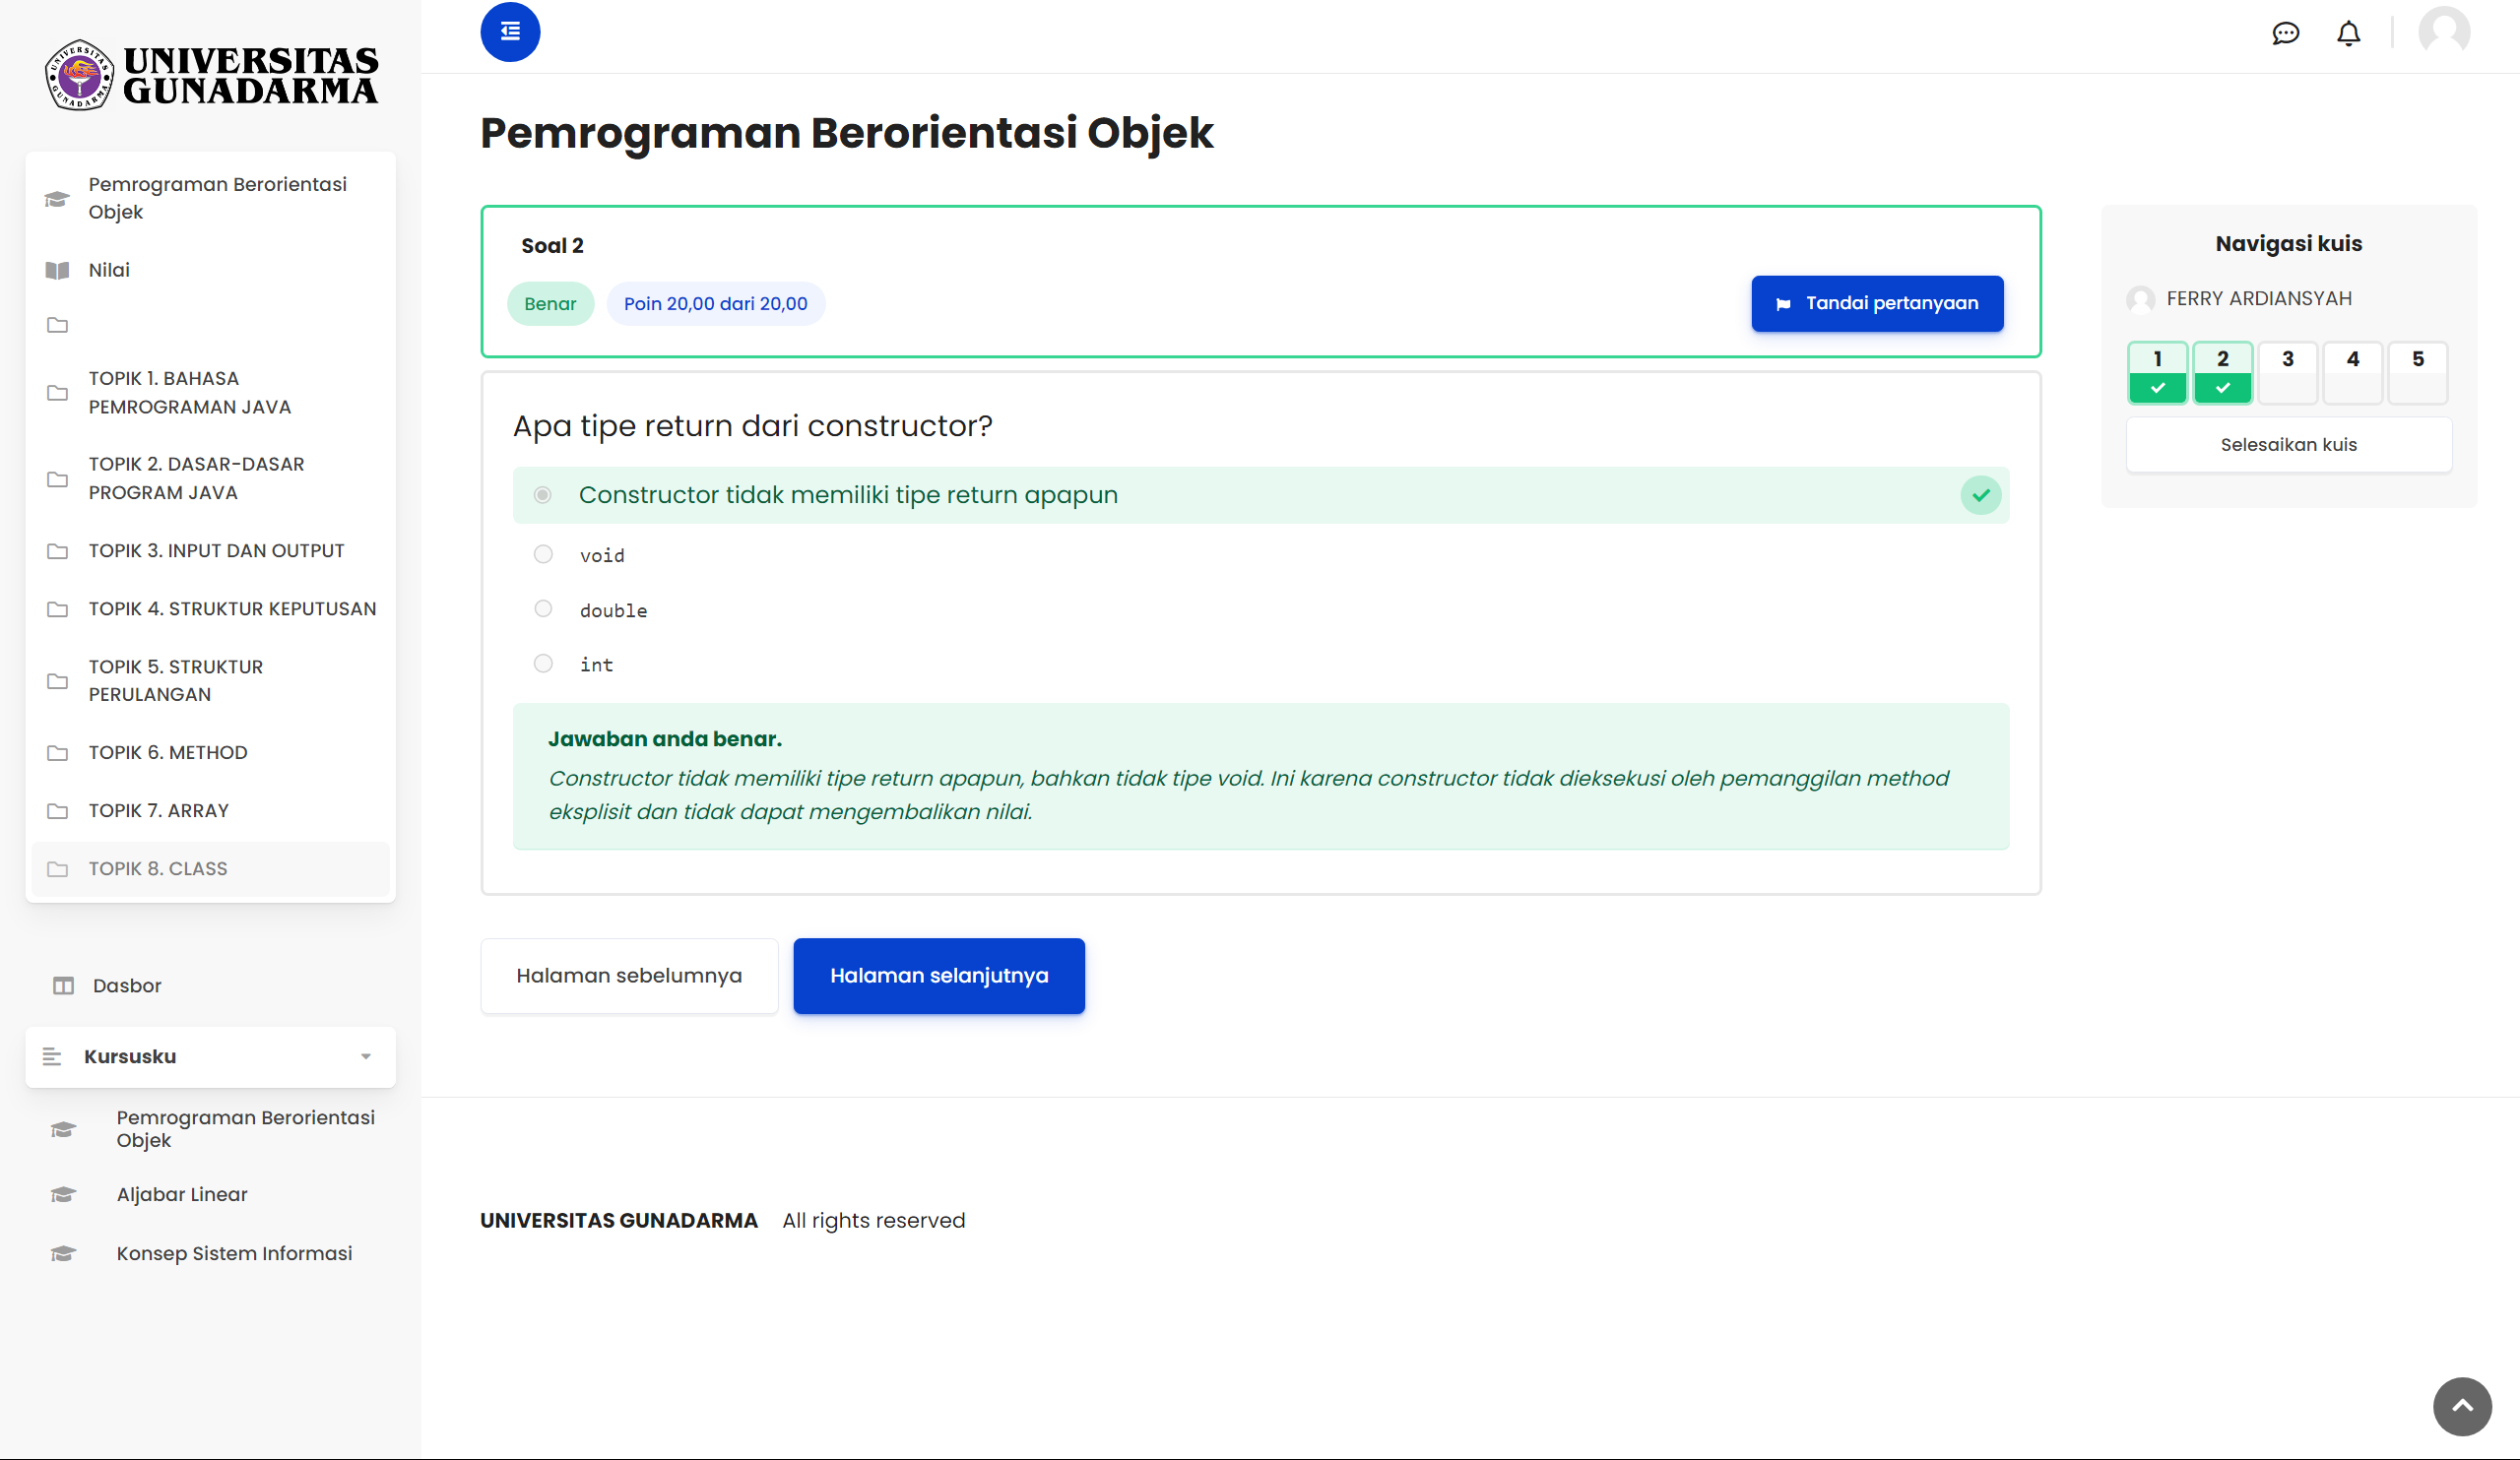 UNIVERSITAS
GUNADARMA
Pemrograman Berorientasi
Objek
Nilai
TOPIK 1. BAHASA
PEMROGRAMAN JAVA
TOPIK 2. DASAR-DASAR
PROGRAM JAVA
TOPIK 3. INPUT DAN OUTPUT
TOPIK 4. STRUKTUR KEPUTUSAN
TOPIK 5. STRUKTUR
PERULANGAN
TOPIK 6. METHOD
TOPIK 7. ARRAY
TOPIK 8. CLASS
Dasbor
Kursusku
Pemrograman Berorientasi
Objek
Aljabar Linear
Konsep Sistem Informasi
Pemrograman Berorientasi Objek
Soal 2
Benar
Poin 20,00 dari 20,00
Tandai pertanyaan
Apa tipe return dari constructor?
Constructor tidak memiliki tipe return apapun
void
double
int
Jawaban anda benar.
Constructor tidak memiliki tipe return apapun, bahkan tidak tipe void. Ini karena constructor tidak dieksekusi oleh pemanggilan method
eksplisit dan tidak dapat mengembalikan nilai.
Halaman sebelumnya
Halaman selanjutnya
Navigasi kuis
FERRY ARDIANSYAH
1 2 3 4 5
Selesaikan kuis
UNIVERSITAS GUNADARMA All rights reserved